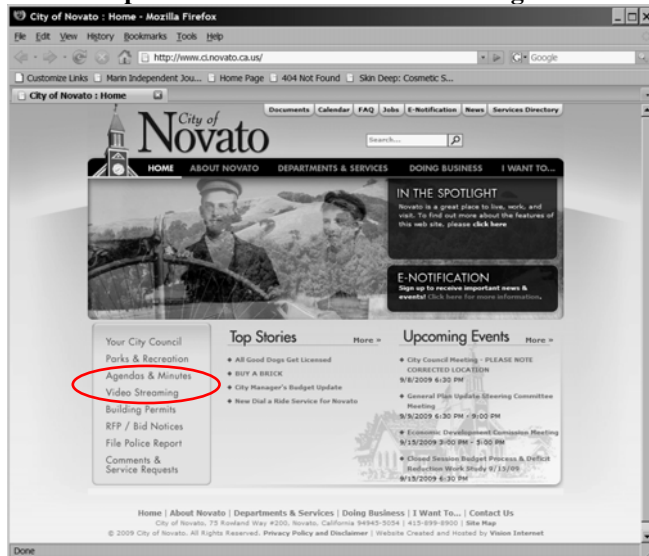 City of Novato : Home - Mozilla Firefox
File Edit View History Bookmarks Tools Help
http://www.ci.novato.ca.us/
Google
Customize Links Marin Independent Jou... Home Page 404 Not Found Skin Deep: Cosmetic S...
City of Novato : Home
Documents Calendar FAQ Jobs E-Notification News Services Directory
City of
Novato
Search...
HOME ABOUT NOVATO DEPARTMENTS & SERVICES DOING BUSINESS I WANT TO...
IN THE SPOTLIGHT
Novato is a great place to live, work, and
visit. To find out more about the features of
this web site, please click here
E-NOTIFICATION
Sign up to receive important news &
events! Click here for more information.
Your City Council
Parks & Recreation
Agendas & Minutes
Video Streaming
Building Permits
RFP / Bid Notices
File Police Report
Comments &
Service Requests
Top Stories More »
All Good Dogs Get Licensed
BUY A BRICK
City Manager's Budget Update
New Dial a Ride Service for Novato
Upcoming Events More »
City Council Meeting - PLEASE NOTE
CORRECTED LOCATION
9/8/2009 6:30 PM
General Plan Update Steering Committee
Meeting
9/9/2009 6:30 PM - 9:00 PM
Economic Development Comission Meeting
9/15/2009 3:00 PM - 5:00 PM
Closed Session Budget Process & Deficit
Reduction Work Study 9/15/09
9/15/2009 6:30 PM
Home | About Novato | Departments & Services | Doing Business | I Want To... | Contact Us
City of Novato, 75 Rowland Way #200, Novato, California 94945-5054 | 415-899-8900 | Site Map
© 2009 City of Novato. All Rights Reserved. Privacy Policy and Disclaimer | Website Created and Hosted by Vision Internet
Done